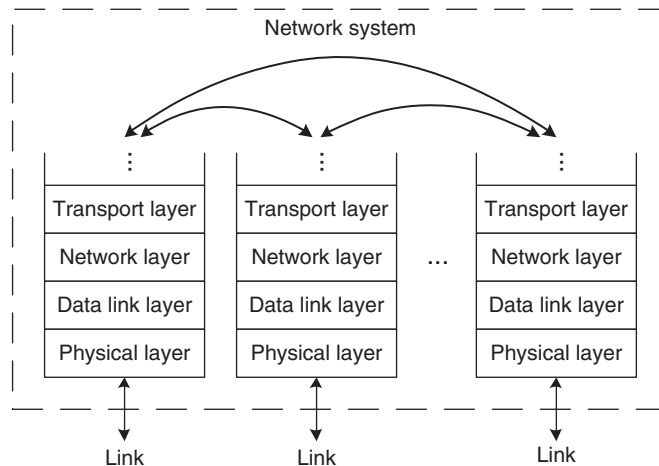 Network system
⋮ ⋮ ⋮
Transport layer Transport layer Transport layer
Network layer Network layer ... Network layer
Data link layer Data link layer Data link layer
Physical layer Physical layer Physical layer
Link Link Link